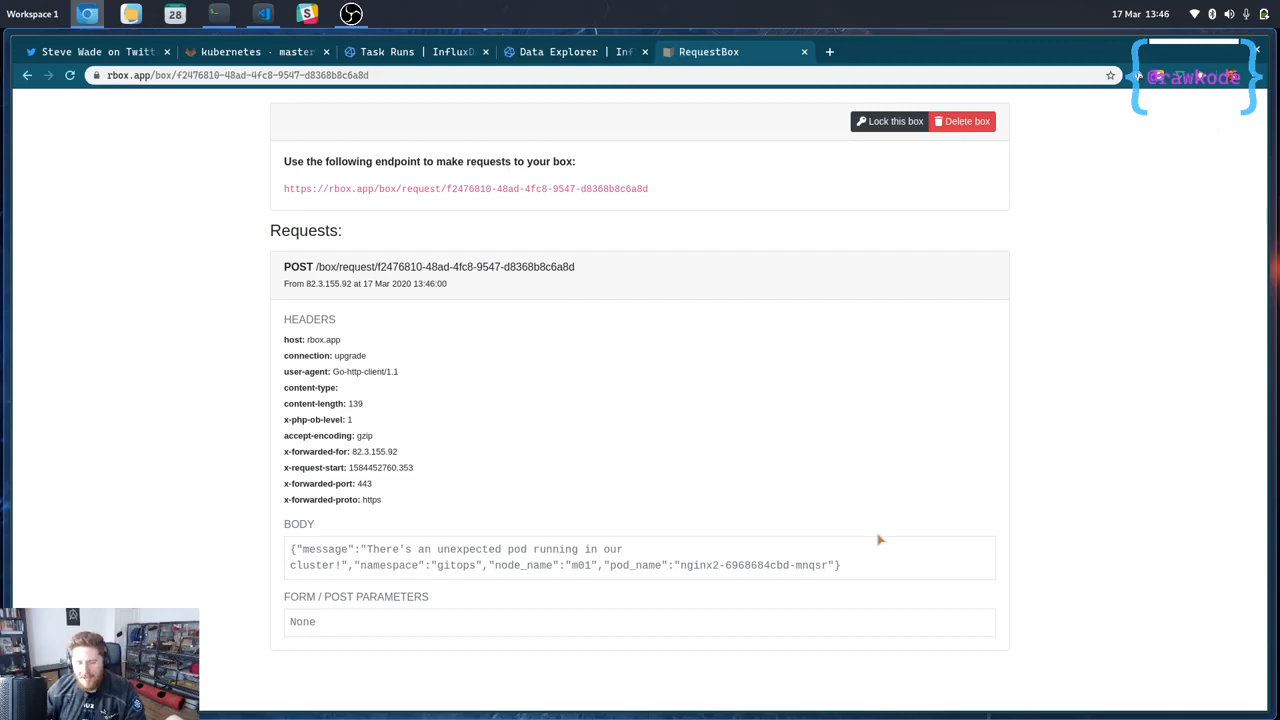 Workspace 1
28
17 Mar 13:46
Steve Wade on Twitt
kubernetes · master
Task Runs | InfluxD
Data Explorer | Inf
RequestBox
rbox.app/box/f2476810-48ad-4fc8-9547-d8368b8c6a8d
@rawkode
Lock this box
Delete box
Use the following endpoint to make requests to your box:
https://rbox.app/box/request/f2476810-48ad-4fc8-9547-d8368b8c6a8d
Requests:
POST /box/request/f2476810-48ad-4fc8-9547-d8368b8c6a8d
From 82.3.155.92 at 17 Mar 2020 13:46:00
HEADERS
host: rbox.app
connection: upgrade
user-agent: Go-http-client/1.1
content-type:
content-length: 139
x-php-ob-level: 1
accept-encoding: gzip
x-forwarded-for: 82.3.155.92
x-request-start: 1584452760.353
x-forwarded-port: 443
x-forwarded-proto: https
BODY
{"message":"There's an unexpected pod running in our
cluster!","namespace":"gitops","node_name":"m01","pod_name":"nginx2-6968684cbd-mnqsr"}
FORM / POST PARAMETERS
None